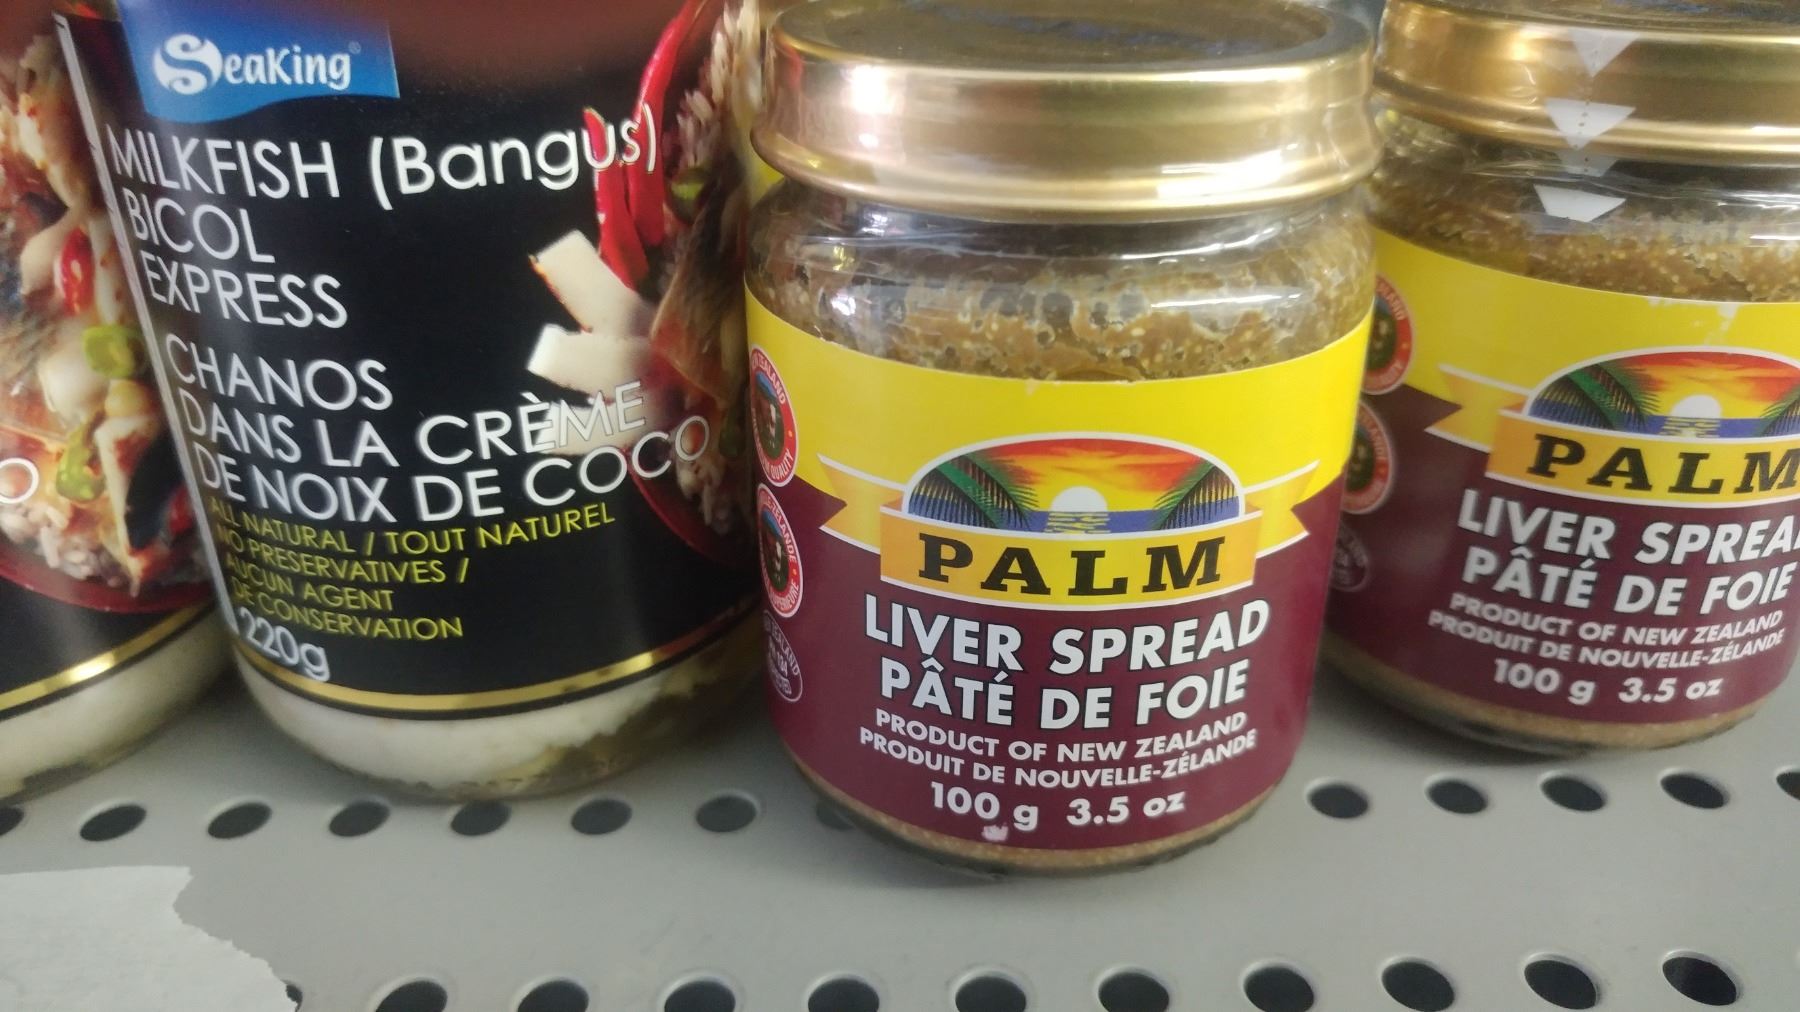 SeaKing®
MILKFISH (Bangus)
BICOL
EXPRESS
CHANOS
DANS LA CRÈME
DE NOIX DE COCO
ALL NATURAL / TOUT NATUREL
NO PRESERVATIVES /
AUCUN AGENT
DE CONSERVATION
220g
O
PALM
LIVER SPREAD
PÂTÉ DE FOIE
PRODUCT OF NEW ZEALAND
PRODUIT DE NOUVELLE-ZÉLANDE
100 g 3.5 oz
PALM
LIVER SPREA
PÂTÉ DE FOIE
PRODUCT OF NEW ZEALAND
PRODUIT DE NOUVELLE-ZÉLANDE
100 g 3.5 oz